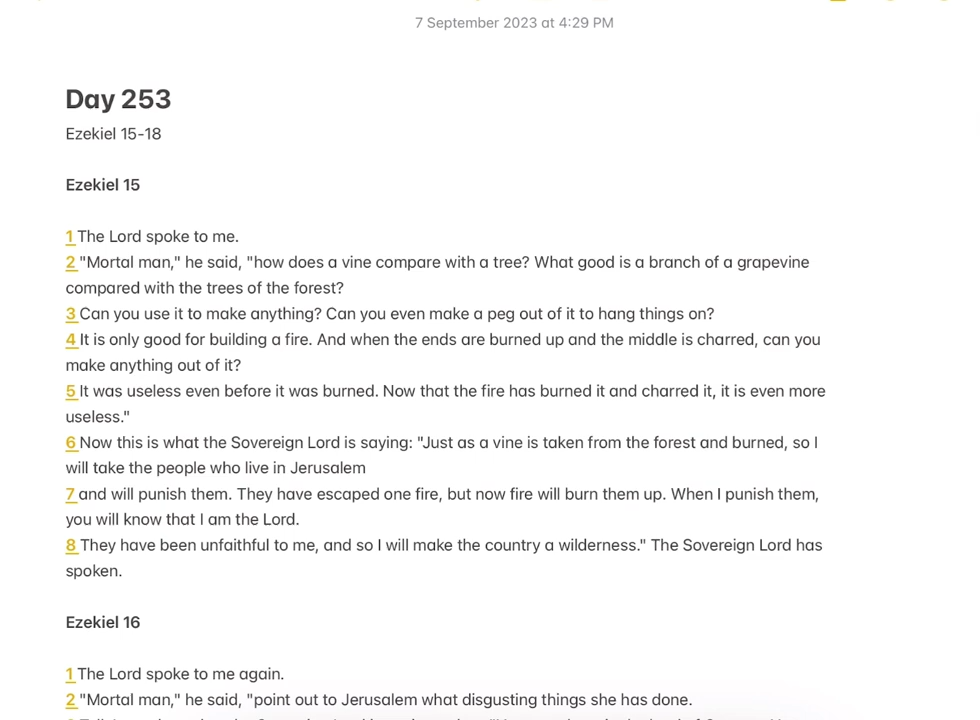 7 September 2023 at 4:29 PM
Day 253
Ezekiel 15-18
Ezekiel 15
1 The Lord spoke to me.
2 "Mortal man," he said, "how does a vine compare with a tree? What good is a branch of a grapevine
compared with the trees of the forest?
3 Can you use it to make anything? Can you even make a peg out of it to hang things on?
4 It is only good for building a fire. And when the ends are burned up and the middle is charred, can you
make anything out of it?
5 It was useless even before it was burned. Now that the fire has burned it and charred it, it is even more
useless."
6 Now this is what the Sovereign Lord is saying: "Just as a vine is taken from the forest and burned, so I
will take the people who live in Jerusalem
7 and will punish them. They have escaped one fire, but now fire will burn them up. When I punish them,
you will know that I am the Lord.
8 They have been unfaithful to me, and so I will make the country a wilderness." The Sovereign Lord has
spoken.
Ezekiel 16
1 The Lord spoke to me again.
2 "Mortal man," he said, "point out to Jerusalem what disgusting things she has done.